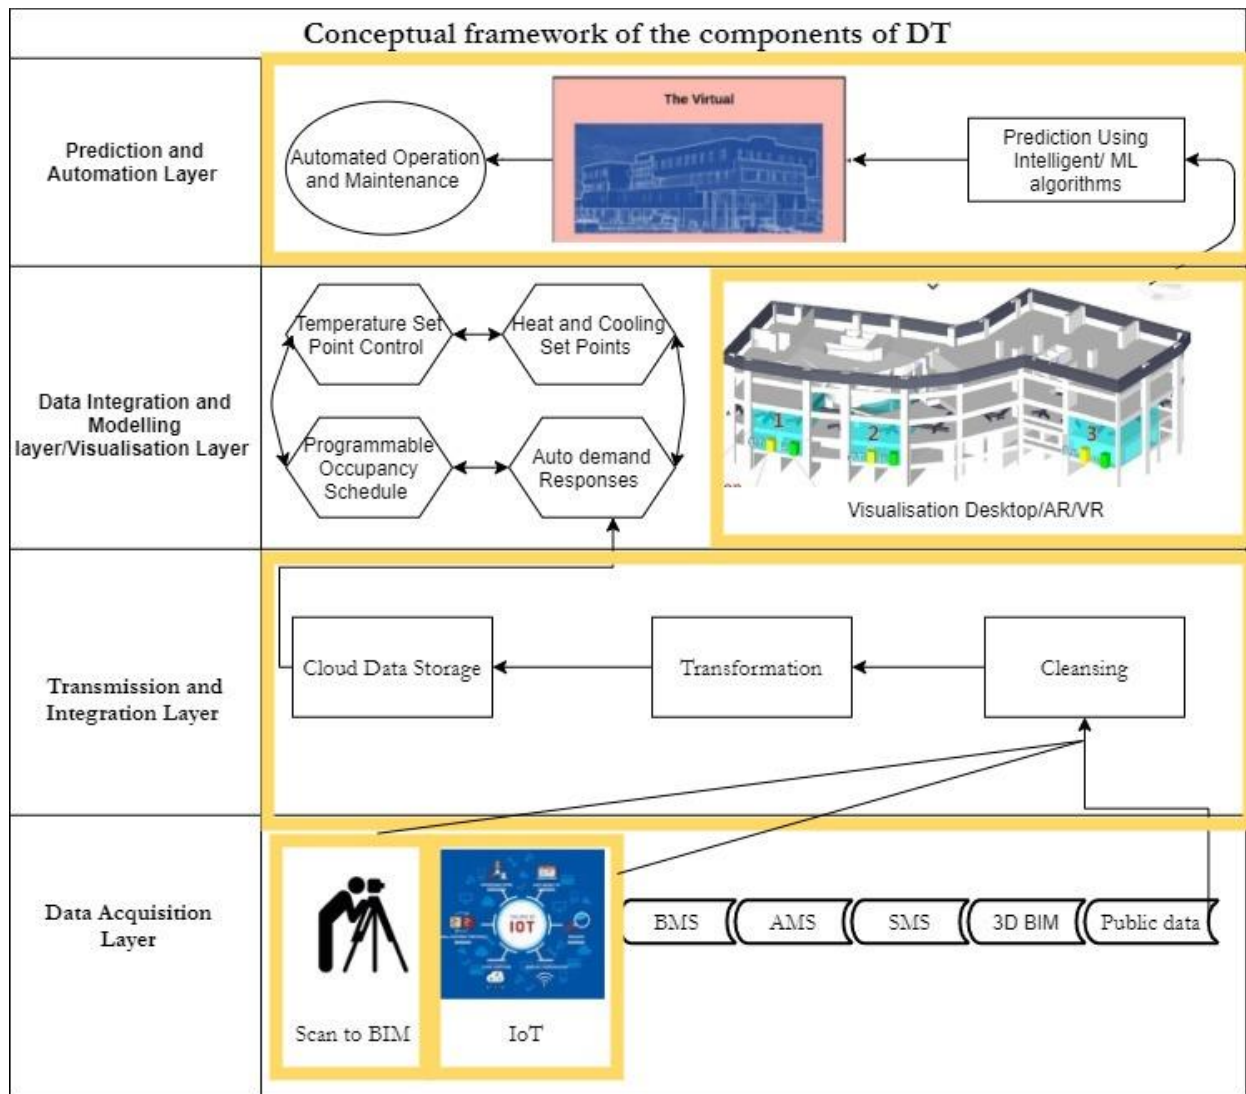 Conceptual framework of the components of DT
Prediction and
Automation Layer
Automated Operation
and Maintenance
The Virtual
Prediction Using
Intelligent/ ML
algorithms
Data Integration and
Modelling
layer/Visualisation Layer
Temperature Set
Point Control
Heat and Cooling
Set Points
Programmable
Occupancy
Schedule
Auto demand
Responses
1
2
3
Visualisation Desktop/AR/VR
Transmission and
Integration Layer
Cloud Data Storage
Transformation
Cleansing
Data Acquisition
Layer
IOT
Scan to BIM
IoT
BMS
AMS
SMS
3D BIM
Public data